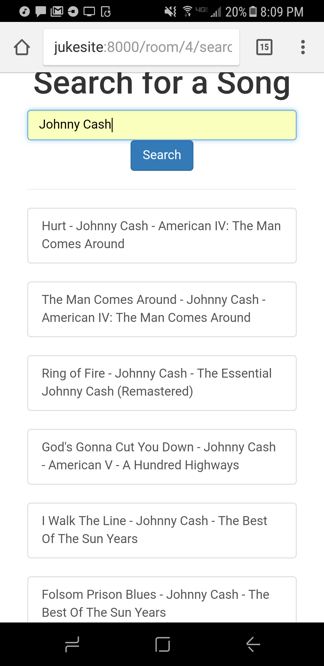 20% 8:09 PM
jukesite:8000/room/4/searc
15
Search for a Song
Johnny Cash
Search
Hurt - Johnny Cash - American IV: The Man
Comes Around
The Man Comes Around - Johnny Cash -
American IV: The Man Comes Around
Ring of Fire - Johnny Cash - The Essential
Johnny Cash (Remastered)
God's Gonna Cut You Down - Johnny Cash
- American V - A Hundred Highways
I Walk The Line - Johnny Cash - The Best
Of The Sun Years
Folsom Prison Blues - Johnny Cash - The
Best Of The Sun Years